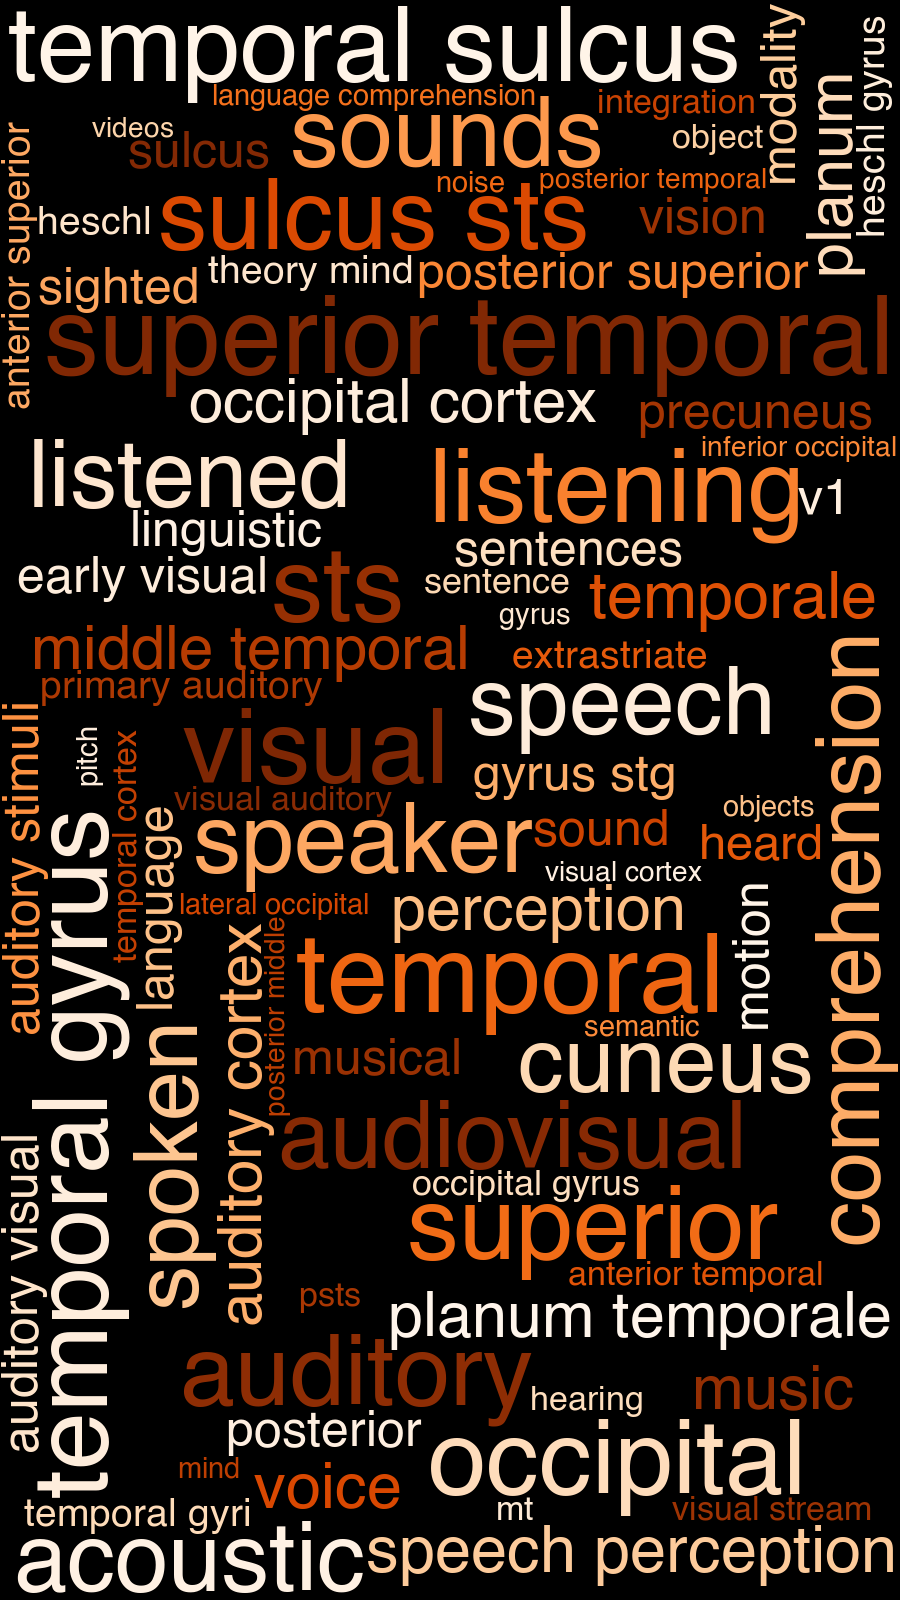 temporal sulcus
modality
heschl gyrus
planum
language comprehension
integration
videos
sounds
object
sulcus
anterior superior
noise
posterior temporal
heschl
sulcus sts
vision
theory mind
posterior superior
sighted
superior temporal
occipital cortex
precuneus
inferior occipital
listened
listening
v1
linguistic
sentences
early visual
sts
sentence
temporale
gyrus
middle temporal
extrastriate
comprehension
primary auditory
speech
auditory stimuli
pitch
temporal cortex
visual
gyrus stg
visual auditory
objects
language
temporal gyrus
speaker
sound
heard
visual cortex
lateral occipital
perception
motion
posterior middle
auditory cortex
temporal
spoken
semantic
musical
cuneus
audiovisual
auditory visual
occipital gyrus
superior
anterior temporal
psts
planum temporale
auditory
music
hearing
posterior
occipital
mind
voice
temporal gyri
mt
visual stream
acoustic
speech perception